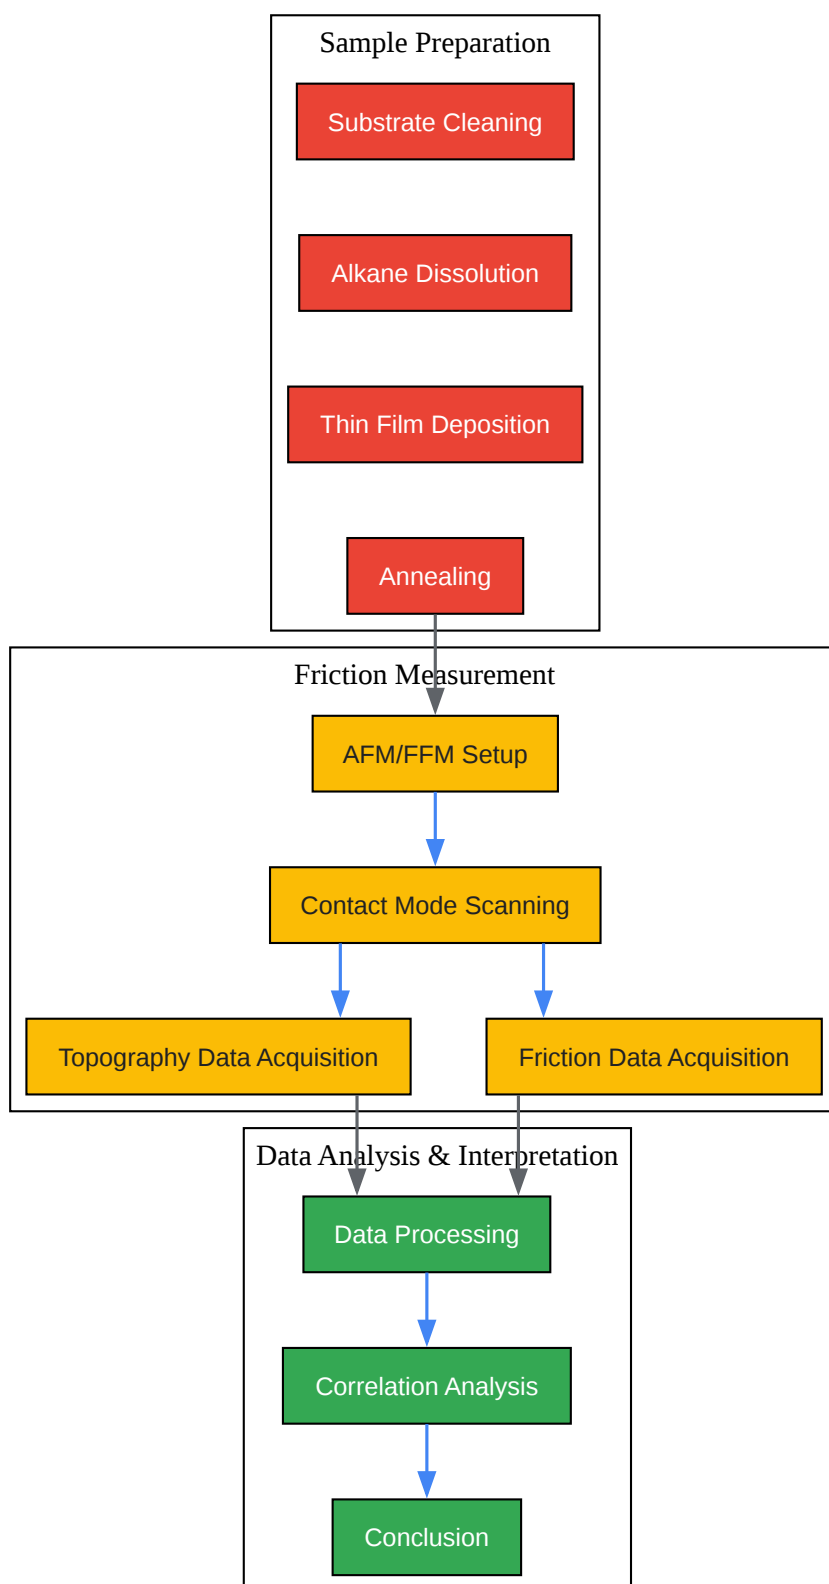 Sample Preparation
Substrate Cleaning
Alkane Dissolution
Thin Film Deposition
Annealing
Friction Measurement
AFM/FFM Setup
Contact Mode Scanning
Topography Data Acquisition
Friction Data Acquisition
Data Analysis & Interpretation
Data Processing
Correlation Analysis
Conclusion